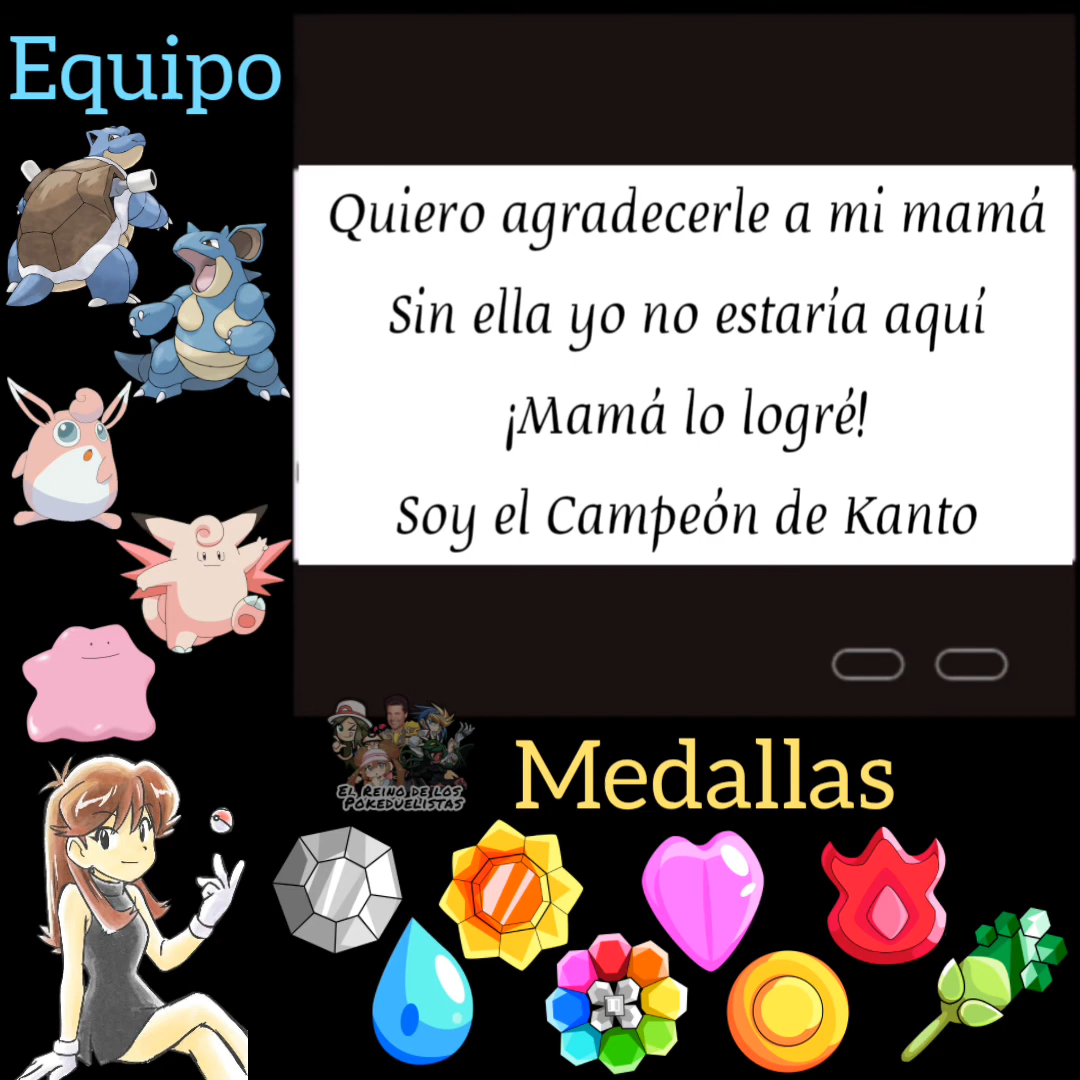 Equipo
Quiero agradecerle a mi mamá
Sin ella yo no estaría aquí
¡Mamá lo logré!
Soy el Campeón de Kanto
El Reino de los
Pokeduelistas
Medallas